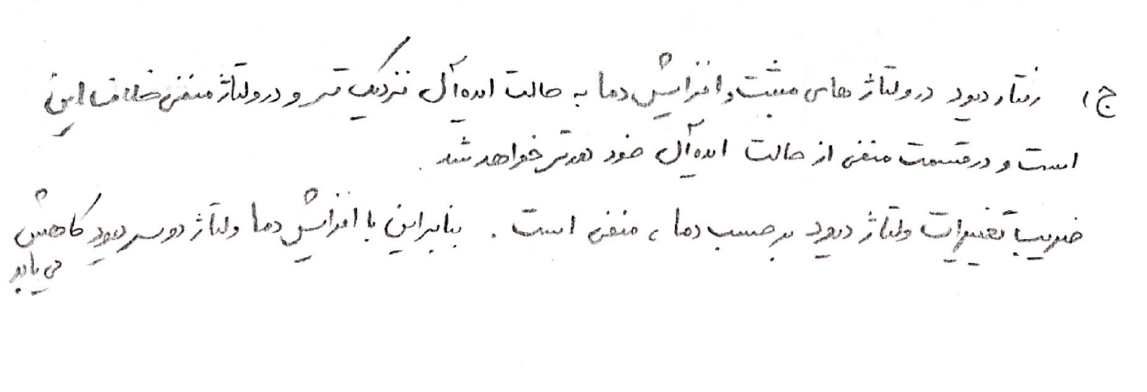 ج) رفتار دیود در ولتاژ های مثبت و افزایش دما به حالت ایده‌آل نزدیک تر و در ولتاژ منفی خلاف این
است و در قسمت منفی از حالت ایده‌آل خود دورتر خواهد شد.
ضریب تغییرات ولتاژ دیود برحسب دما، منفی است. بنابراین با افزایش دما ولتاژ دو سر دیود کاهش
می‌یابد